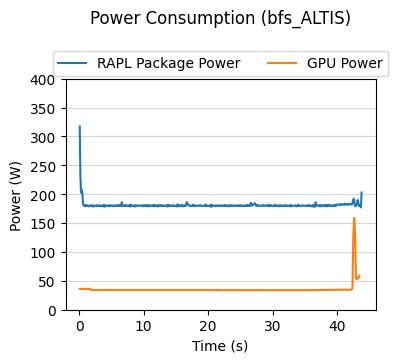 Power Consumption (bfs_ALTIS)
RAPL Package Power
GPU Power
400
350
300
250
200
150
100
50
0
Power (W)
0
10
20
30
40
Time (s)